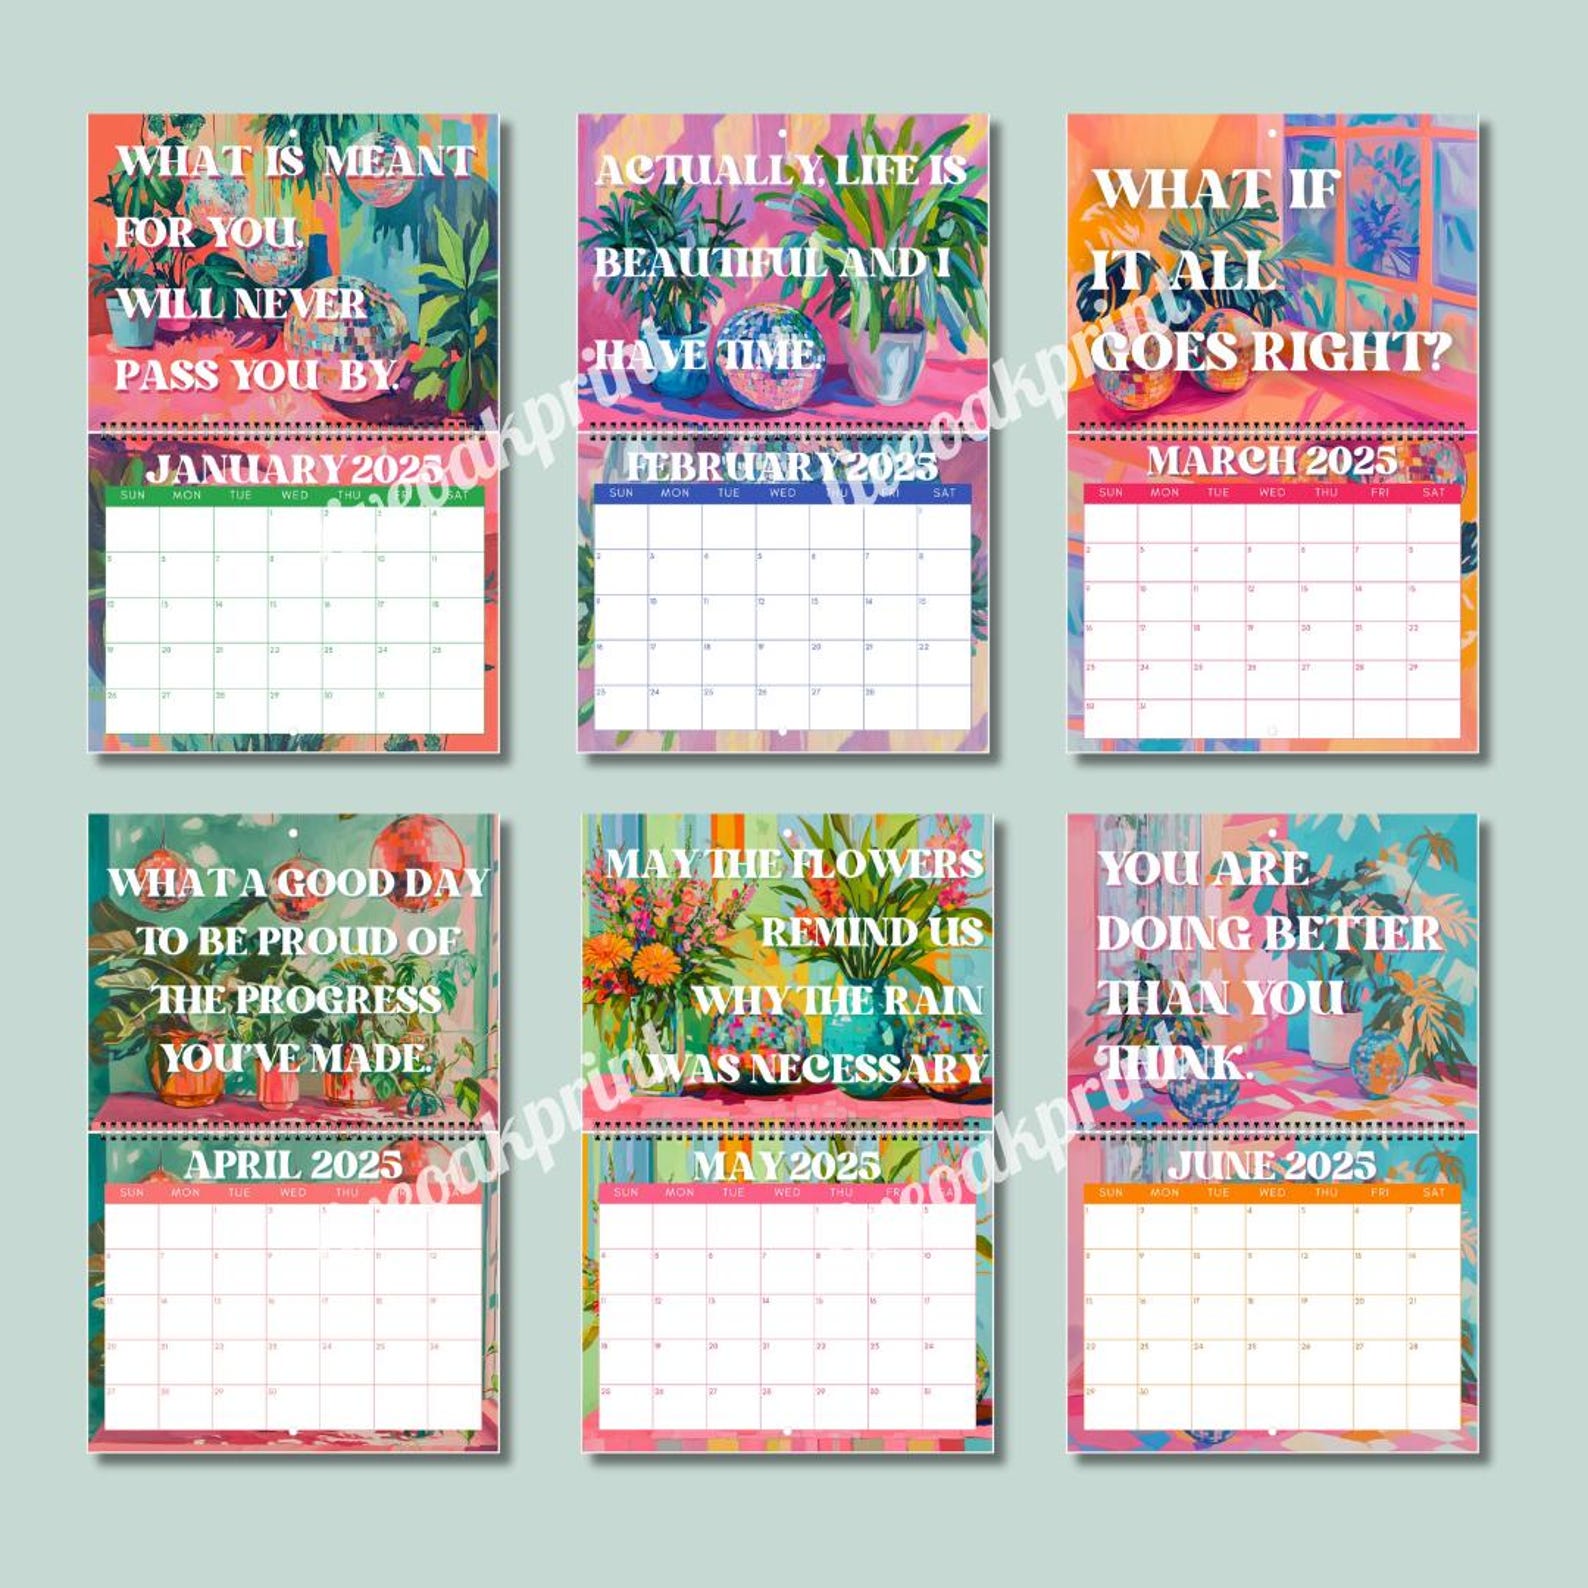 WHAT IS MEANT
FOR YOU,
WILL NEVER
PASS YOU BY.
JANUARY 2025
SUN MON TUE WED THU FRI SAT
1 2 3 4
5 6 7 8 9 10 11
12 13 14 15 16 17 18
19 20 21 22 23 24 25
26 27 28 29 30 31
ACTUALLY, LIFE IS
BEAUTIFUL AND I
HAVE TIME.
FEBRUARY 2025
SUN MON TUE WED THU FRI SAT
1
2 3 4 5 6 7 8
9 10 11 12 13 14 15
16 17 18 19 20 21 22
23 24 25 26 27 28
WHAT IF
IT ALL
GOES RIGHT?
MARCH 2025
SUN MON TUE WED THU FRI SAT
1
2 3 4 5 6 7 8
9 10 11 12 13 14 15
16 17 18 19 20 21 22
23 24 25 26 27 28 29
30 31
liveoakprint
liveoakprint
WHAT A GOOD DAY
TO BE PROUD OF
THE PROGRESS
YOU'VE MADE.
APRIL 2025
SUN MON TUE WED THU FRI SAT
1 2 3 4 5
6 7 8 9 10 11 12
13 14 15 16 17 18 19
20 21 22 23 24 25 26
27 28 29 30
MAY THE FLOWERS
REMIND US
WHY THE RAIN
WAS NECESSARY
MAY 2025
SUN MON TUE WED THU FRI SAT
1 2 3
4 5 6 7 8 9 10
11 12 13 14 15 16 17
18 19 20 21 22 23 24
25 26 27 28 29 30 31
YOU ARE
DOING BETTER
THAN YOU
THINK.
JUNE 2025
SUN MON TUE WED THU FRI SAT
1 2 3 4 5 6 7
8 9 10 11 12 13 14
15 16 17 18 19 20 21
22 23 24 25 26 27 28
29 30
liveoakprint
liveoakprint